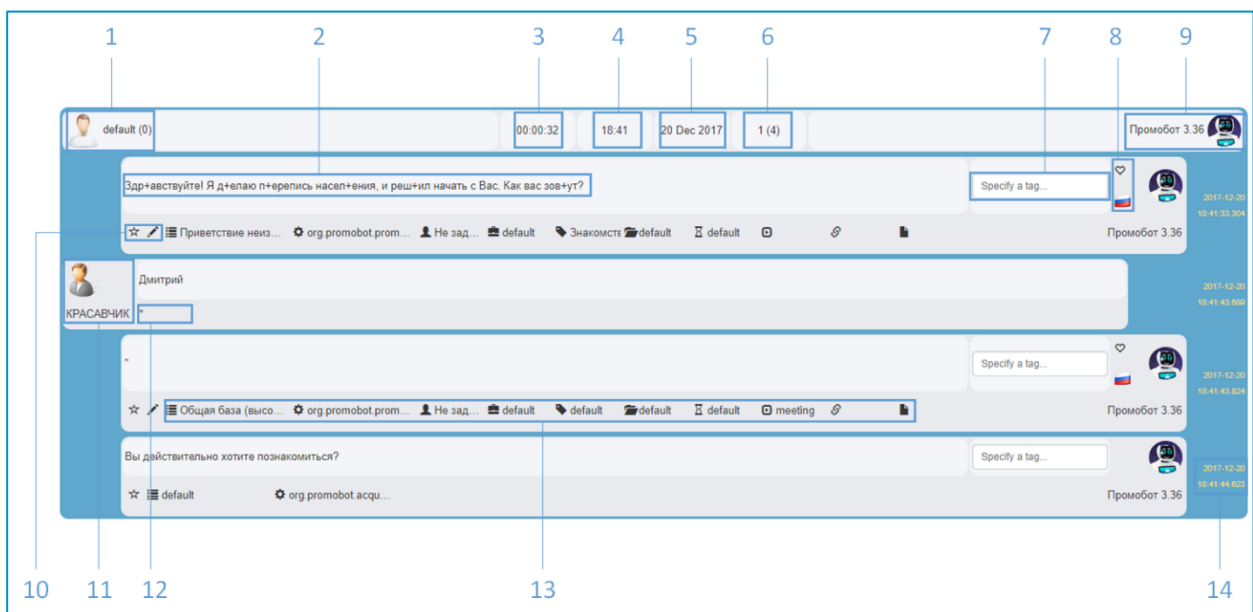 1 2 3 4 5 6 7 8 9
default (0) 00:00:32 18:41 20 Dec 2017 1 (4) Промобот 3.36
Здр+авствуйте! Я д+елаю п+ерепись насел+ения, и реш+ил начать с Вас. Как вас зов+ут? Specify a tag...
2017-12-20
18:41:33.304
Приветствие неиз... org.promobot.prom... Не зад... default Знакомств default default Промобот 3.36
Дмитрий
2017-12-20
18:41:43.609
КРАСАВЧИК *
- Specify a tag...
2017-12-20
18:41:43.824
Общая база (высо... org.promobot.prom... Не зад... default default default default meeting Промобот 3.36
Вы действительно хотите познакомиться? Specify a tag...
2017-12-20
18:41:44.623
default org.promobot.acqu... Промобот 3.36
10 11 12 13 14